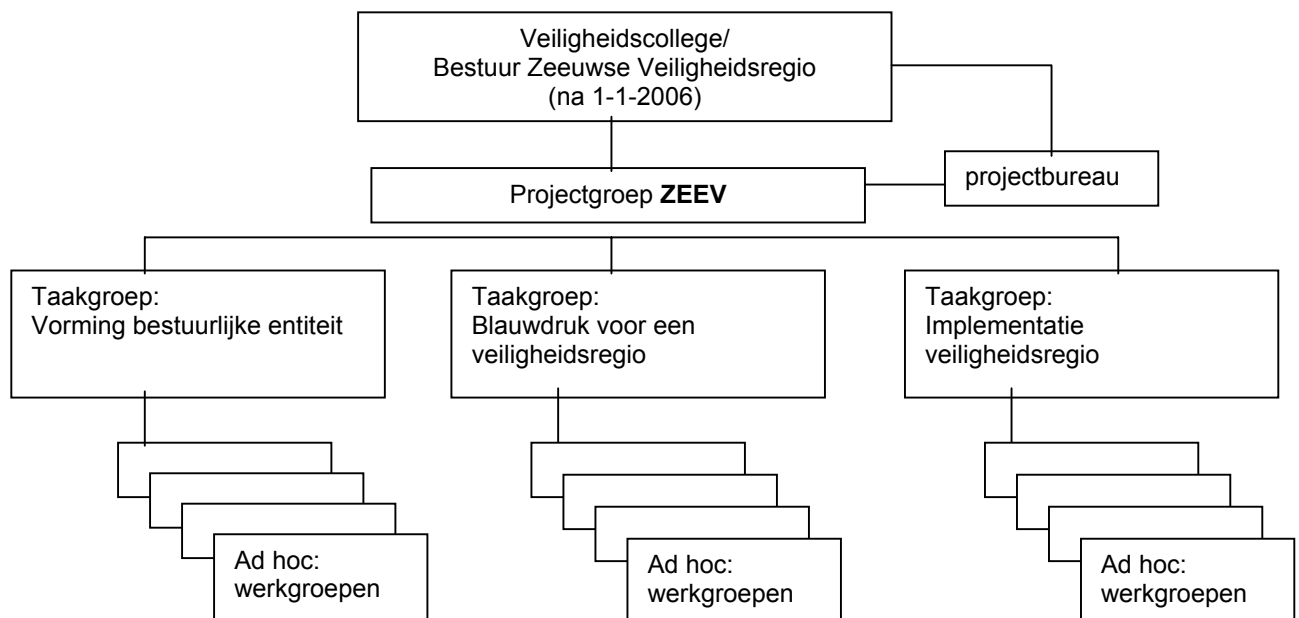 Veiligheidscollege/
Bestuur Zeeuwse Veiligheidsregio
(na 1-1-2006)
projectbureau
Projectgroep ZEEV
Taakgroep:
Vorming bestuurlijke entiteit
Taakgroep:
Blauwdruk voor een
veiligheidsregio
Taakgroep:
Implementatie
veiligheidsregio
Ad hoc:
werkgroepen
Ad hoc:
werkgroepen
Ad hoc:
werkgroepen